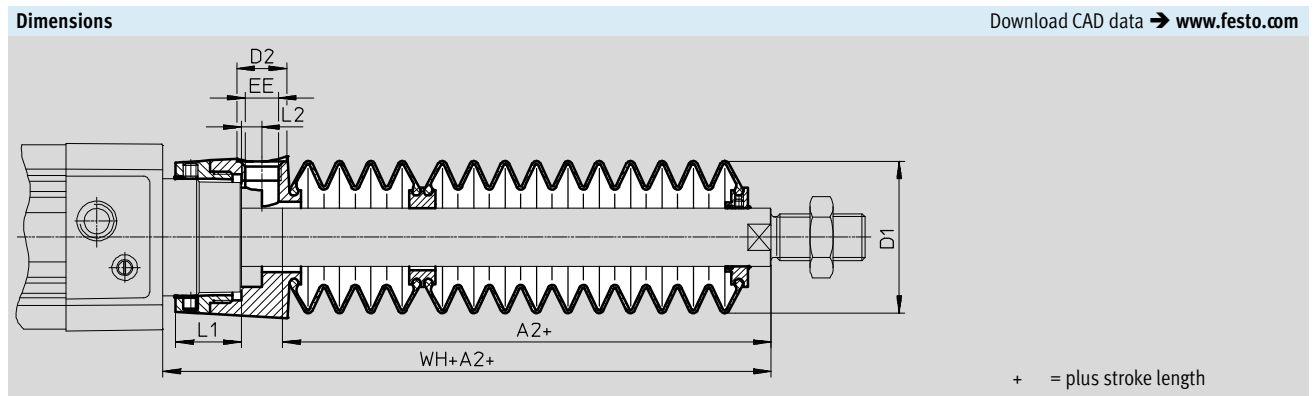 Dimensions
Download CAD data ➔ www.festo.com
D2
EE
L2
D1
L1
A2+
WH+A2+
+ = plus stroke length